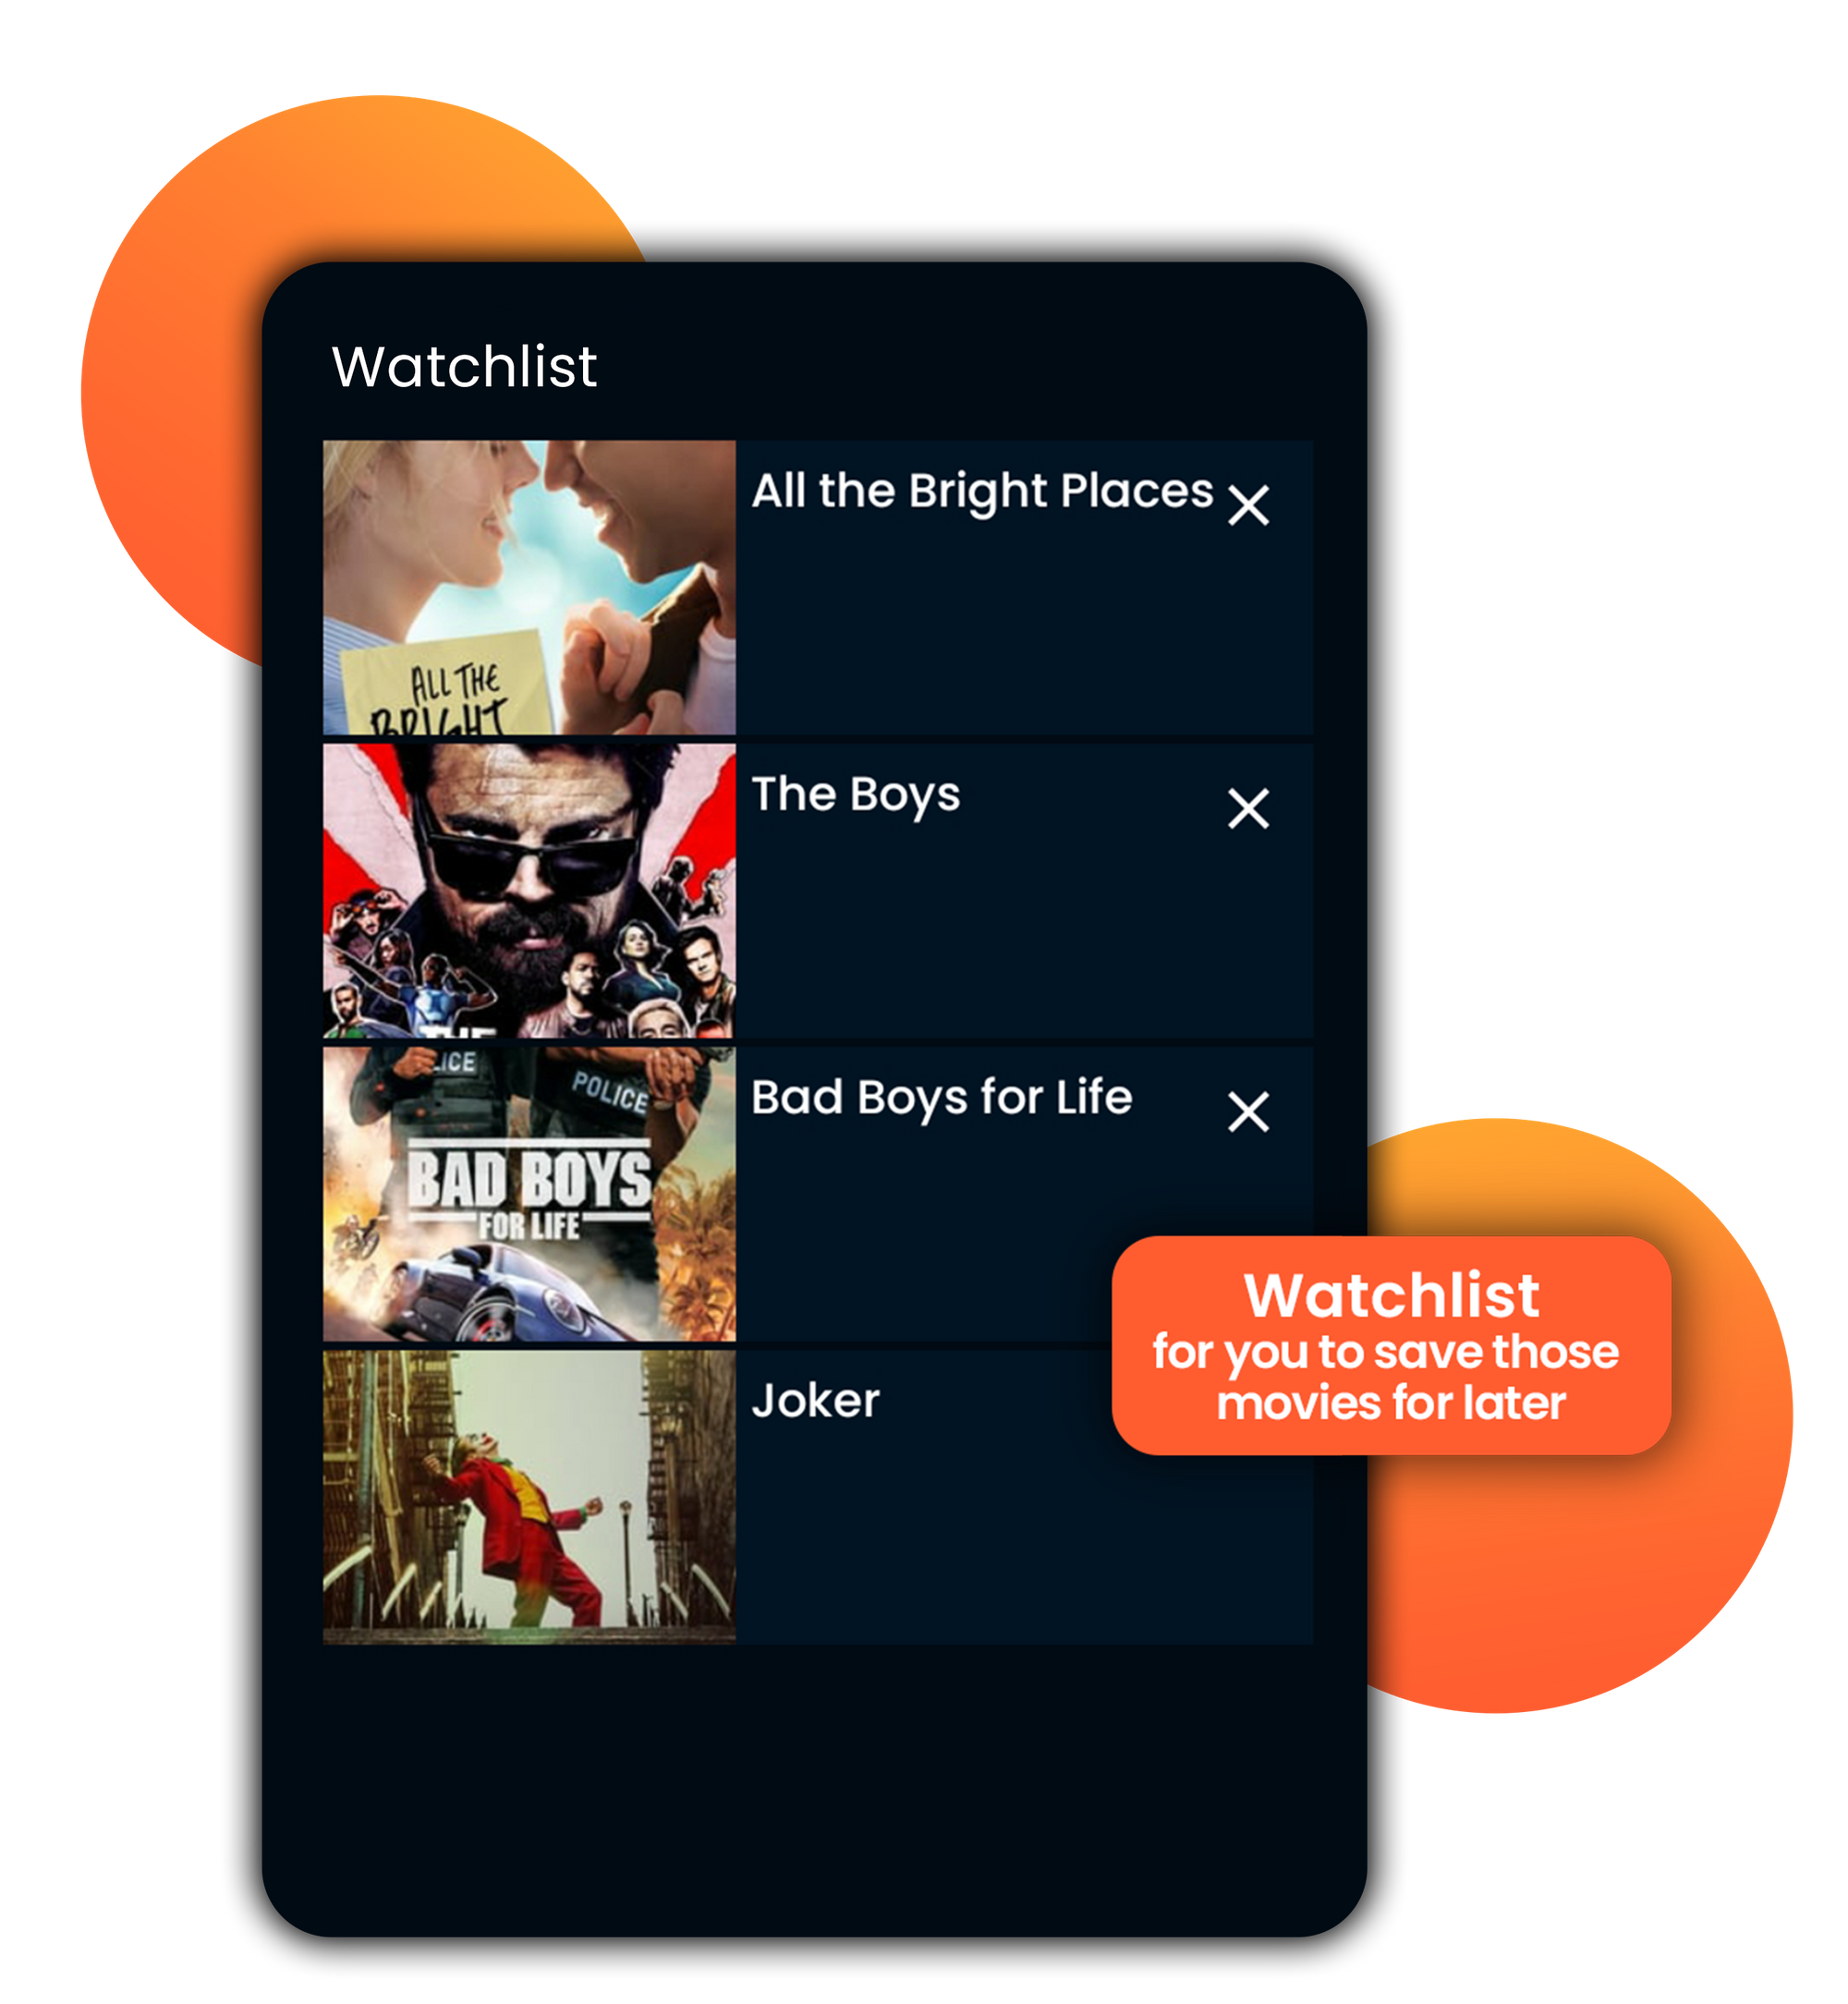 Watchlist
All the Bright Places
ALL THE
BRIGHT
The Boys
THE
Bad Boys for Life
POLICE
BAD BOYS
FOR LIFE
Watchlist
for you to save those
movies for later
Joker